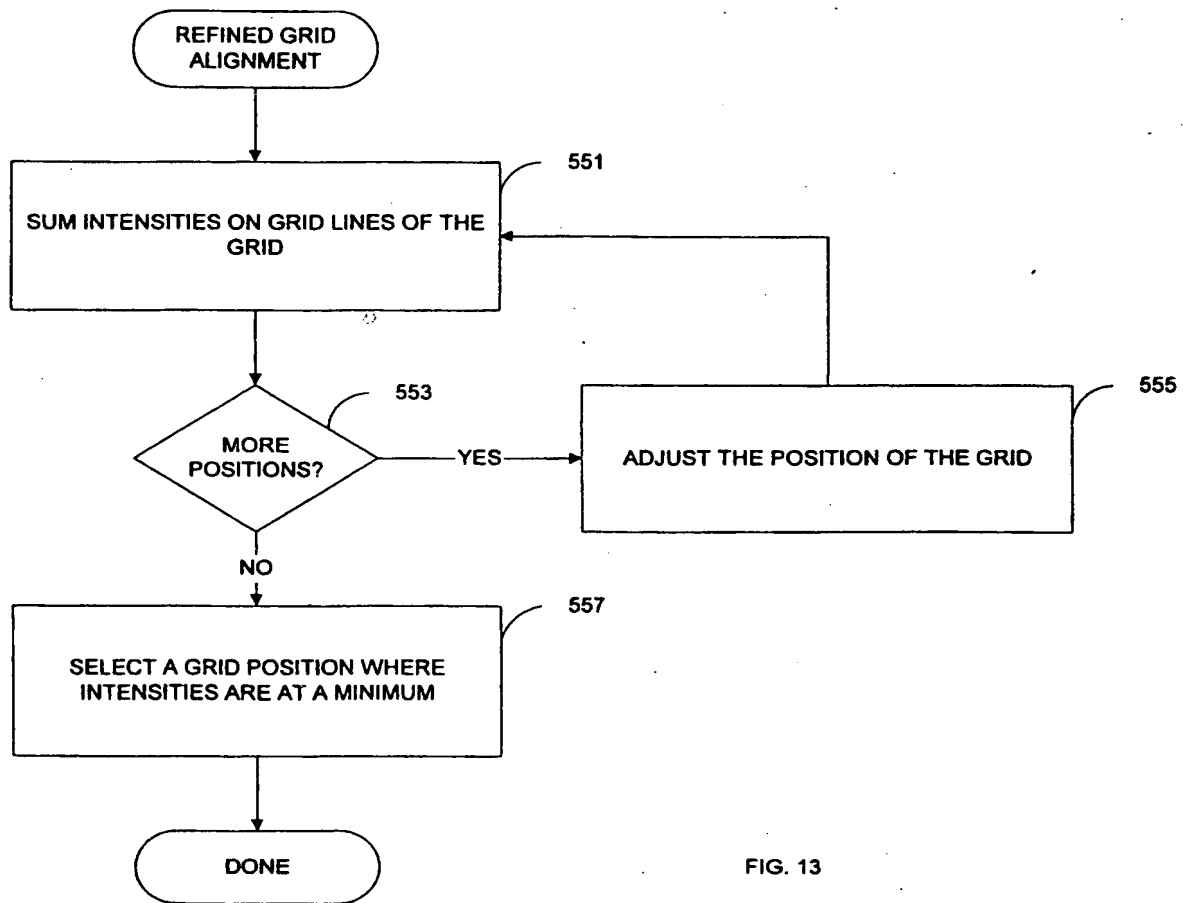 REFINED GRID
ALIGNMENT
551
SUM INTENSITIES ON GRID LINES OF THE
GRID
553
MORE
POSITIONS?
YES
555
ADJUST THE POSITION OF THE GRID
NO
557
SELECT A GRID POSITION WHERE
INTENSITIES ARE AT A MINIMUM
DONE
FIG. 13